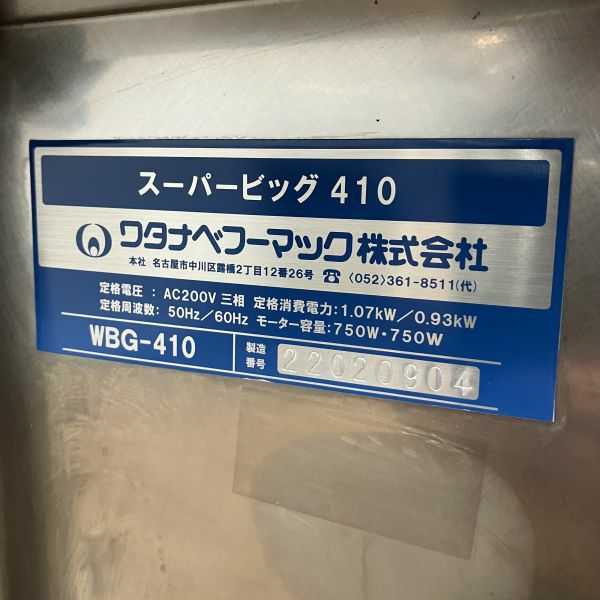 スーパービッグ 410
ワタナベフーマック株式会社
本社 名古屋市中川区露橋2丁目12番26号 ☎ 〈052〉361-8511(代)
定格電圧 : AC200V 三相 定格消費電力:1.07kW/0.93kW
定格周波数: 50Hz/60Hz モーター容量:750W・750W
WBG-410 製造番号 22020904